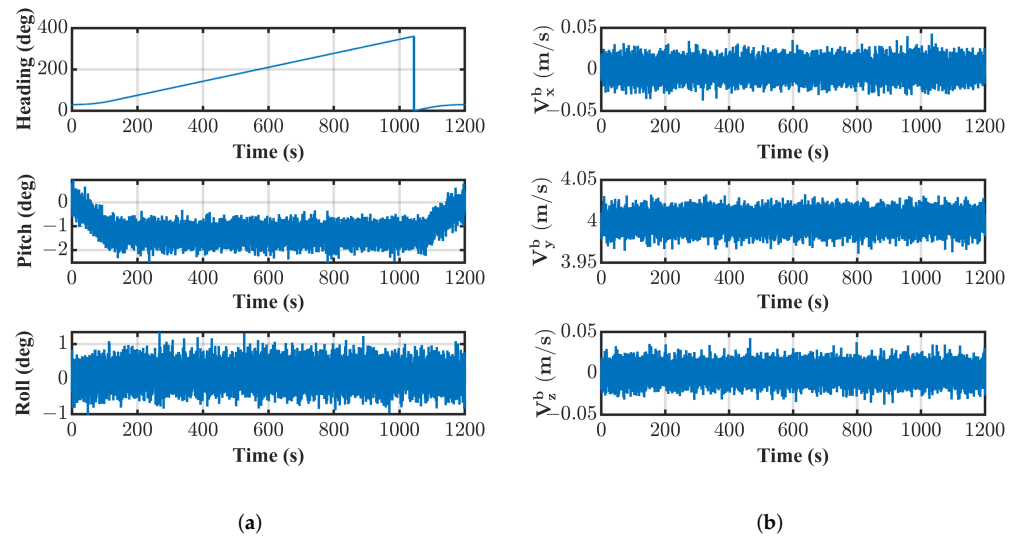 Heading (deg)
400
200
0
0 200 400 600 800 1000 1200
Time (s)
Pitch (deg)
0
−1
−2
0 200 400 600 800 1000 1200
Time (s)
Roll (deg)
1
0
−1
0 200 400 600 800 1000 1200
Time (s)
(a)
V_x^b (m/s)
0.05
0
−0.05
0 200 400 600 800 1000 1200
Time (s)
V_y^b (m/s)
4.05
4
3.95
0 200 400 600 800 1000 1200
Time (s)
V_z^b (m/s)
0.05
0
−0.05
0 200 400 600 800 1000 1200
Time (s)
(b)